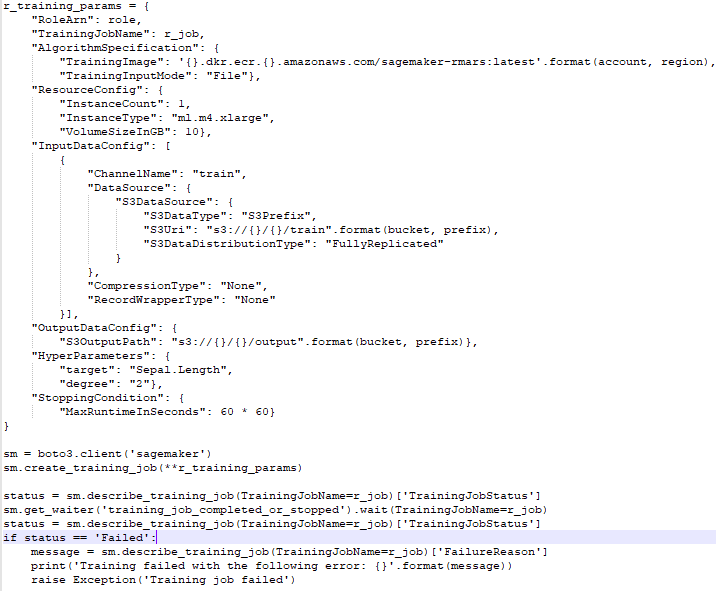 r_training_params = {
    "RoleArn": role,
    "TrainingJobName": r_job,
    "AlgorithmSpecification": {
        "TrainingImage": '{}.dkr.ecr.{}.amazonaws.com/sagemaker-rmars:latest'.format(account, region),
        "TrainingInputMode": "File"},
    "ResourceConfig": {
        "InstanceCount": 1,
        "InstanceType": "ml.m4.xlarge",
        "VolumeSizeInGB": 10},
    "InputDataConfig": [
        {
            "ChannelName": "train",
            "DataSource": {
                "S3DataSource": {
                    "S3DataType": "S3Prefix",
                    "S3Uri": "s3://{}/{}/train".format(bucket, prefix),
                    "S3DataDistributionType": "FullyReplicated"
                }
            },
            "CompressionType": "None",
            "RecordWrapperType": "None"
        }],
    "OutputDataConfig": {
        "S3OutputPath": "s3://{}/{}/output".format(bucket, prefix)},
    "HyperParameters": {
        "target": "Sepal.Length",
        "degree": "2"},
    "StoppingCondition": {
        "MaxRuntimeInSeconds": 60 * 60}
}

sm = boto3.client('sagemaker')
sm.create_training_job(**r_training_params)

status = sm.describe_training_job(TrainingJobName=r_job)['TrainingJobStatus']
sm.get_waiter('training_job_completed_or_stopped').wait(TrainingJobName=r_job)
status = sm.describe_training_job(TrainingJobName=r_job)['TrainingJobStatus']
if status == 'Failed':
    message = sm.describe_training_job(TrainingJobName=r_job)['FailureReason']
    print('Training failed with the following error: {}'.format(message))
    raise Exception('Training job failed')